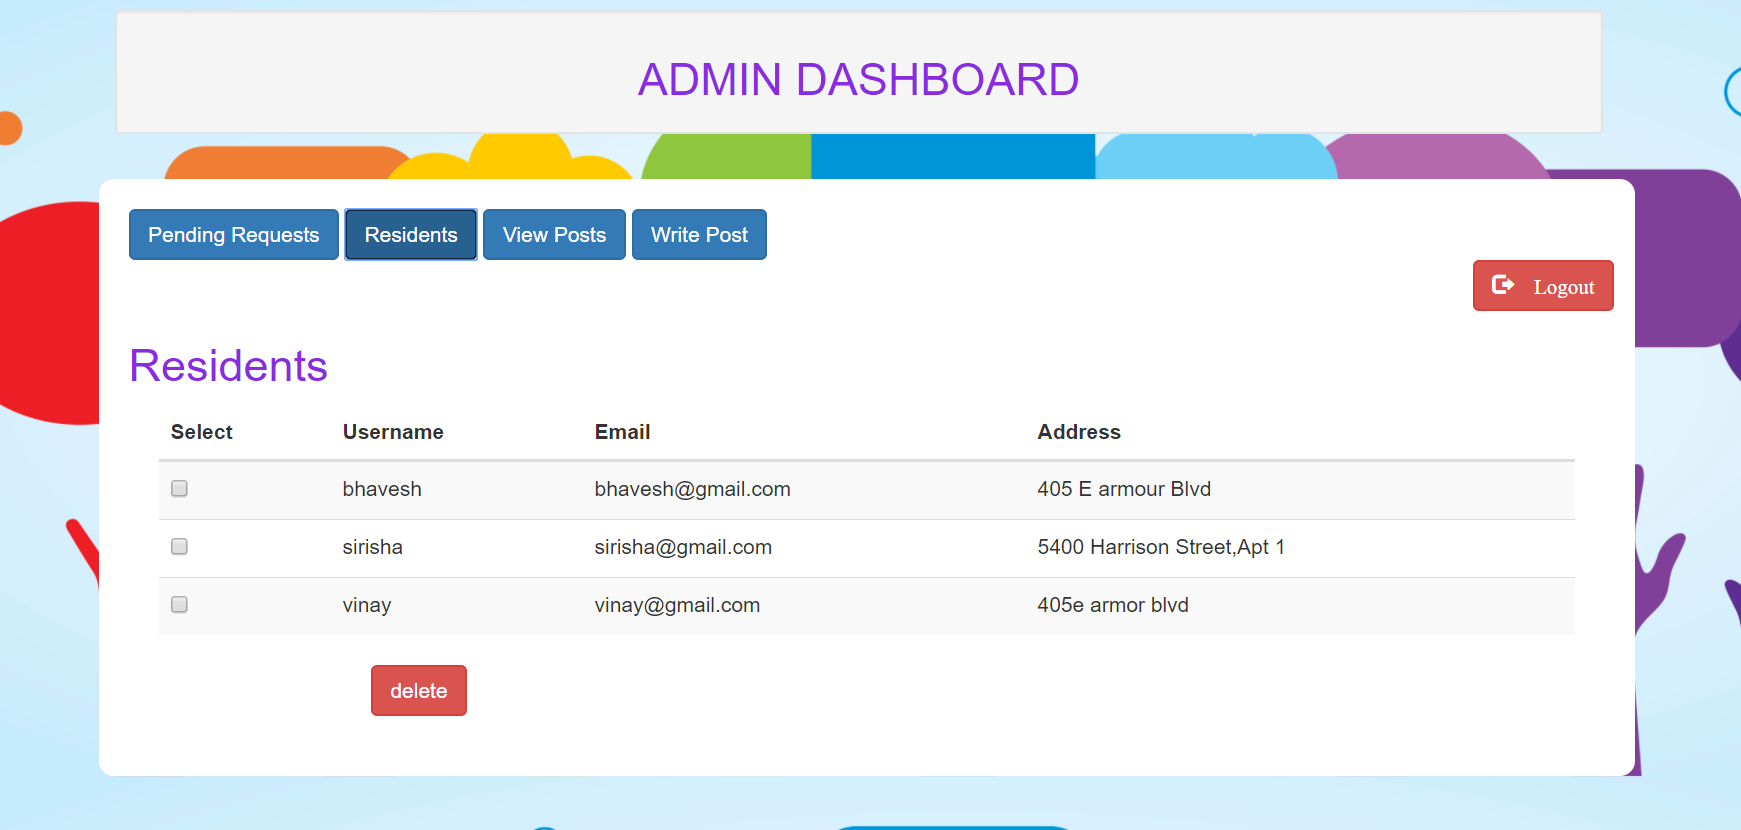 ADMIN DASHBOARD
Pending Requests Residents View Posts Write Post
Logout
Residents
Select Username Email Address
bhavesh bhavesh@gmail.com 405 E armour Blvd
sirisha sirisha@gmail.com 5400 Harrison Street,Apt 1
vinay vinay@gmail.com 405e armor blvd
delete